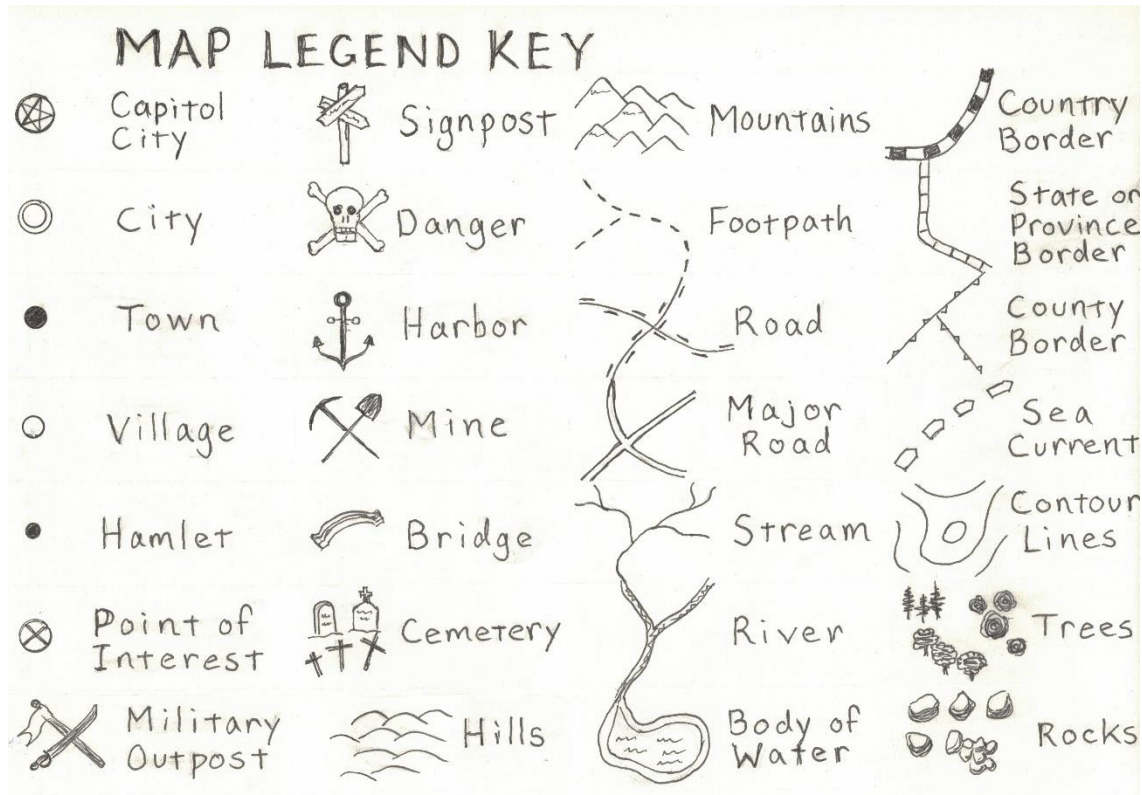 MAP LEGEND KEY
Capitol
City
City
Town
Village
Hamlet
Point of
Interest
Military
Outpost
Signpost
Danger
Harbor
Mine
Bridge
Cemetery
Hills
Mountains
Footpath
Road
Major
Road
Stream
River
Body of
Water
Country
Border
State or
Province
Border
County
Border
Sea
Current
Contour
Lines
Trees
Rocks